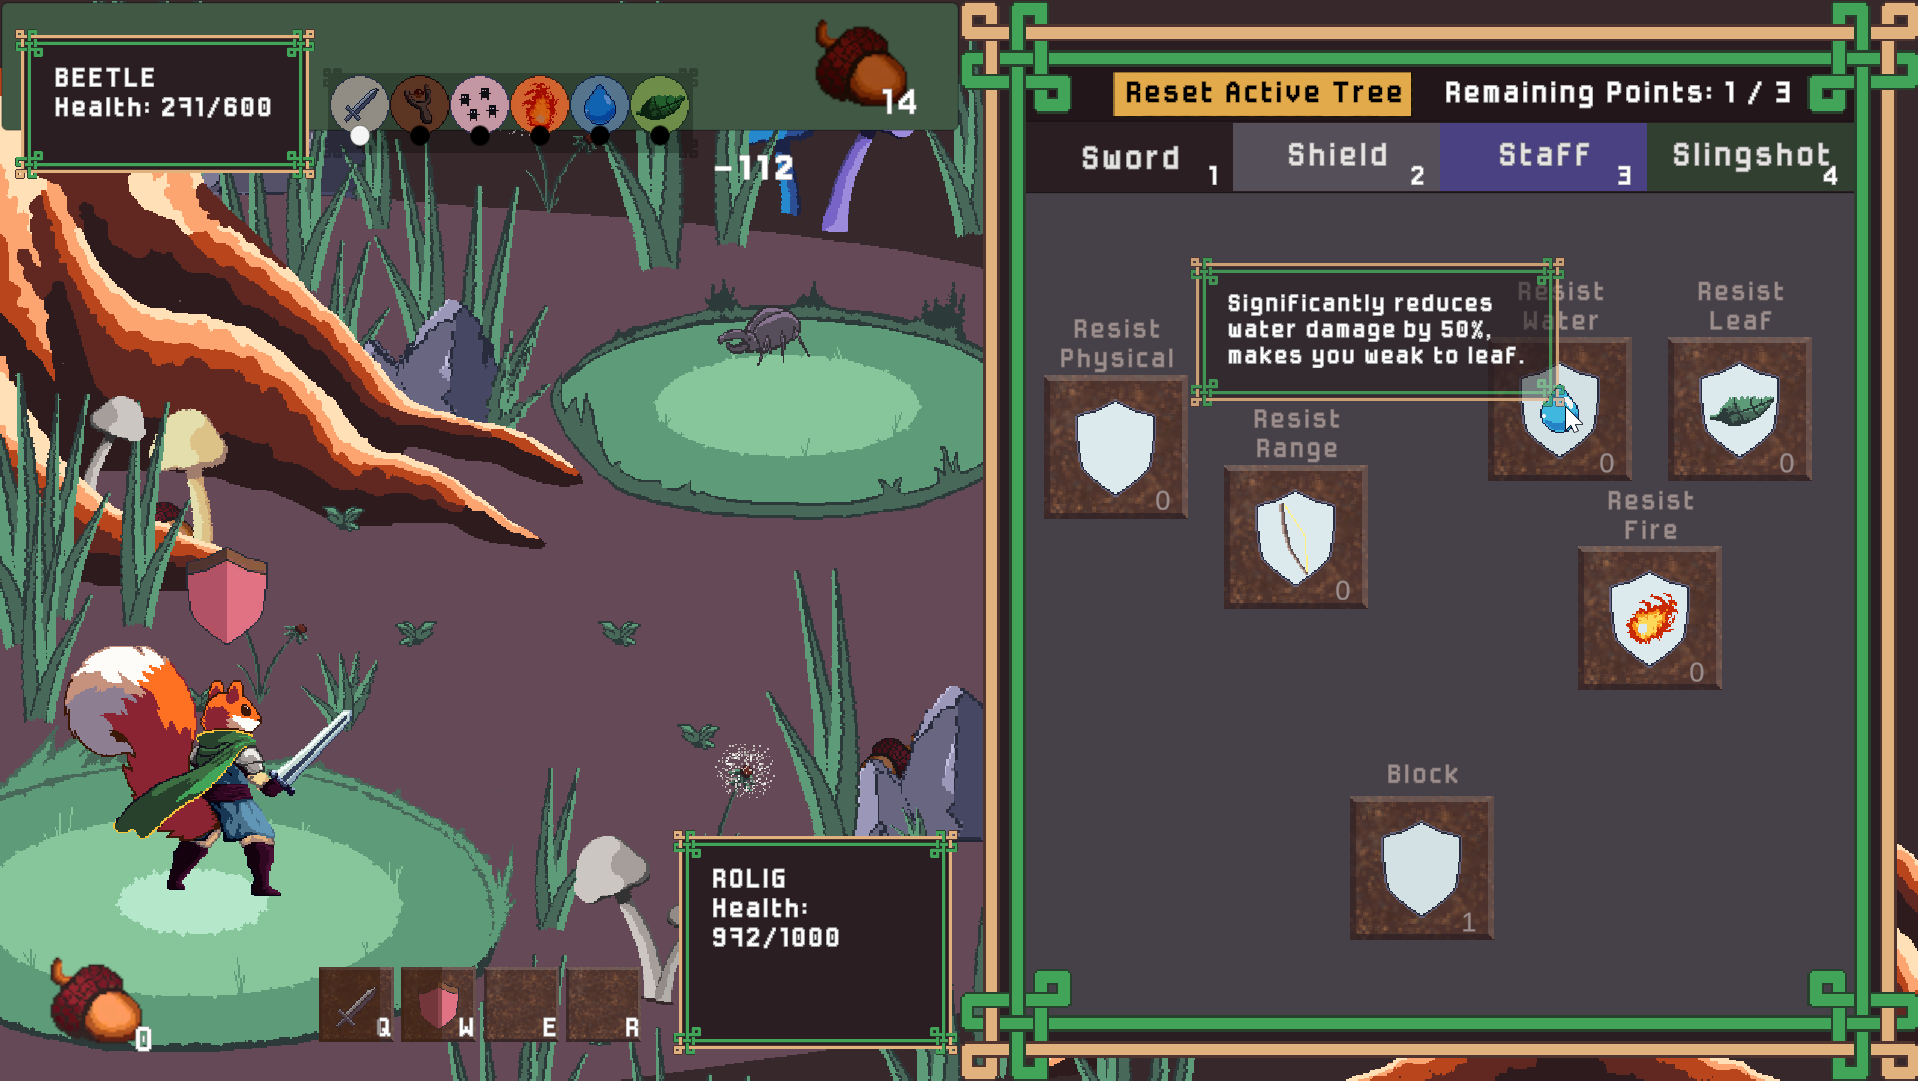 BEETLE
Health: 271/600
14
-112
ROLIG
Health:
972/1000
0
Q
W
E
R
Reset Active Tree
Remaining Points: 1 / 3
Sword 1
Shield 2
Staff 3
Slingshot 4
Significantly reduces
water damage by 50%,
makes you weak to leaf.
Resist
Physical
0
Resist
Range
0
Resist
Water
0
Resist
Leaf
0
Resist
Fire
0
Block
1